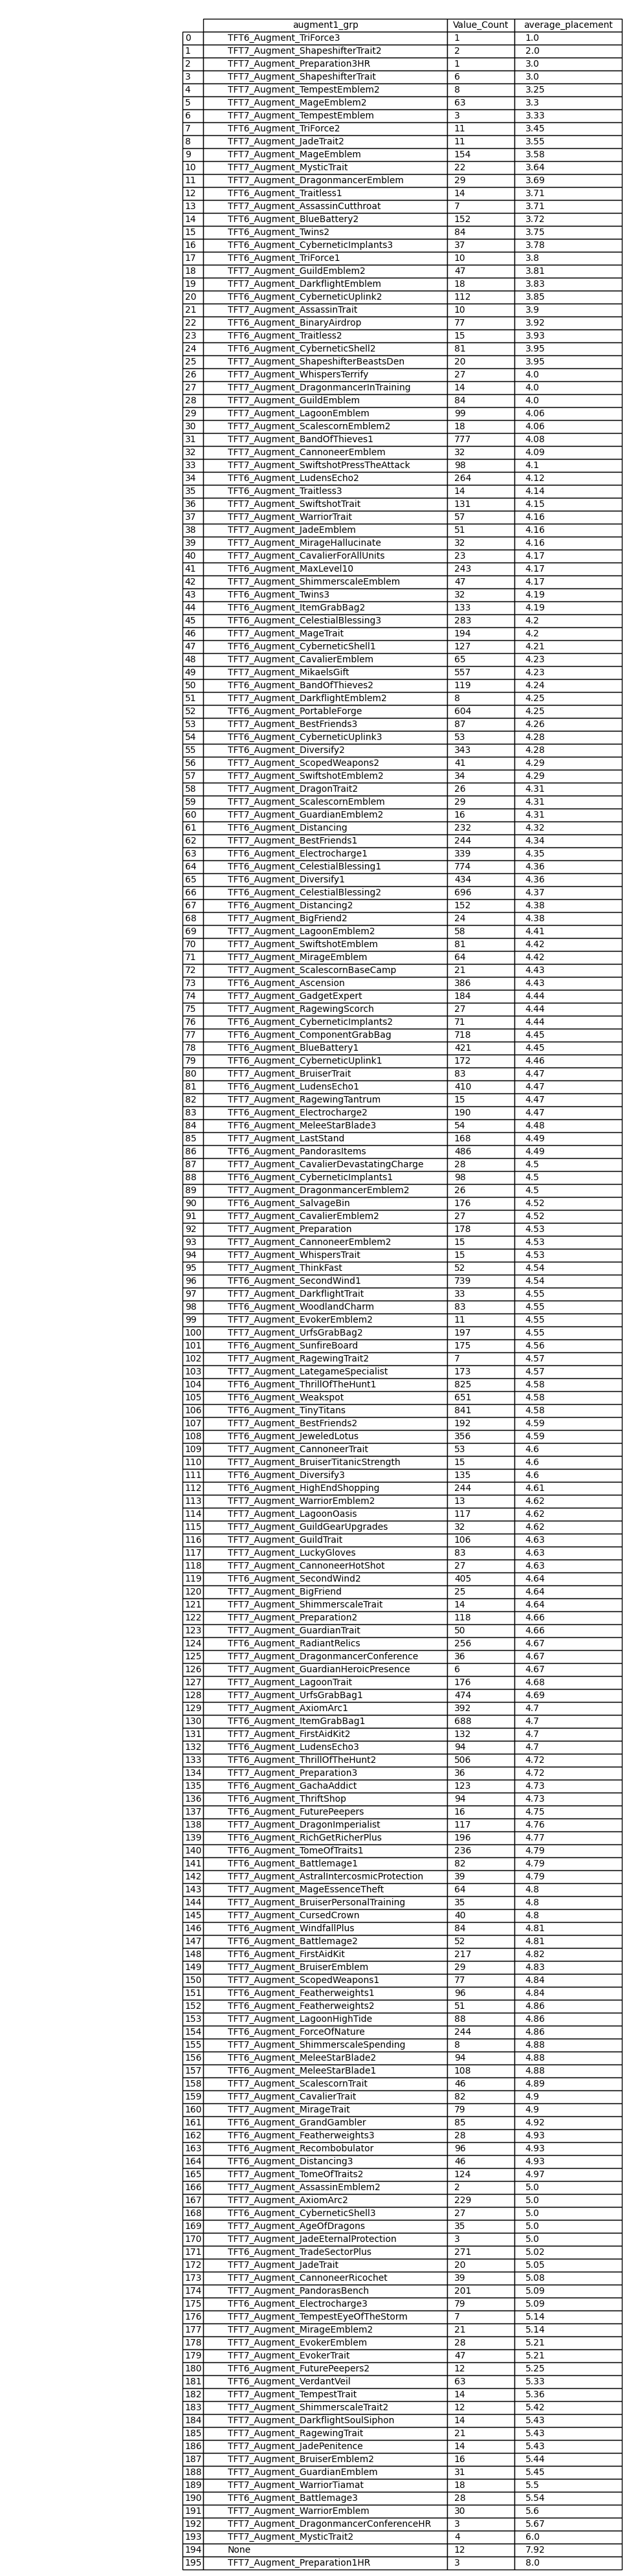 augment1_grp Value_Count average_placement
0 TFT6_Augment_TriForce3 1 1.0
1 TFT7_Augment_ShapeshifterTrait2 2 2.0
2 TFT7_Augment_Preparation3HR 1 3.0
3 TFT7_Augment_ShapeshifterTrait 6 3.0
4 TFT7_Augment_TempestEmblem2 8 3.25
5 TFT7_Augment_MageEmblem2 63 3.3
6 TFT7_Augment_TempestEmblem 3 3.33
7 TFT6_Augment_TriForce2 11 3.45
8 TFT7_Augment_JadeTrait2 11 3.55
9 TFT7_Augment_MageEmblem 154 3.58
10 TFT7_Augment_MysticTrait 22 3.64
11 TFT7_Augment_DragonmancerEmblem 29 3.69
12 TFT6_Augment_Traitless1 14 3.71
13 TFT7_Augment_AssassinCutthroat 7 3.71
14 TFT6_Augment_BlueBattery2 152 3.72
15 TFT6_Augment_Twins2 84 3.75
16 TFT6_Augment_CyberneticImplants3 37 3.78
17 TFT6_Augment_TriForce1 10 3.8
18 TFT7_Augment_GuildEmblem2 47 3.81
19 TFT7_Augment_DarkflightEmblem 18 3.83
20 TFT6_Augment_CyberneticUplink2 112 3.85
21 TFT7_Augment_AssassinTrait 10 3.9
22 TFT6_Augment_BinaryAirdrop 77 3.92
23 TFT6_Augment_Traitless2 15 3.93
24 TFT6_Augment_CyberneticShell2 81 3.95
25 TFT7_Augment_ShapeshifterBeastsDen 20 3.95
26 TFT7_Augment_WhispersTerrify 27 4.0
27 TFT7_Augment_DragonmancerInTraining 14 4.0
28 TFT7_Augment_GuildEmblem 84 4.0
29 TFT7_Augment_LagoonEmblem 99 4.06
30 TFT7_Augment_ScalescornEmblem2 18 4.06
31 TFT7_Augment_BandOfThieves1 777 4.08
32 TFT7_Augment_CannoneerEmblem 32 4.09
33 TFT7_Augment_SwiftshotPressTheAttack 98 4.1
34 TFT6_Augment_LudensEcho2 264 4.12
35 TFT6_Augment_Traitless3 14 4.14
36 TFT7_Augment_SwiftshotTrait 131 4.15
37 TFT7_Augment_WarriorTrait 57 4.16
38 TFT7_Augment_JadeEmblem 51 4.16
39 TFT7_Augment_MirageHallucinate 32 4.16
40 TFT7_Augment_CavalierForAllUnits 23 4.17
41 TFT6_Augment_MaxLevel10 243 4.17
42 TFT7_Augment_ShimmerscaleEmblem 47 4.17
43 TFT6_Augment_Twins3 32 4.19
44 TFT6_Augment_ItemGrabBag2 133 4.19
45 TFT6_Augment_CelestialBlessing3 283 4.2
46 TFT7_Augment_MageTrait 194 4.2
47 TFT6_Augment_CyberneticShell1 127 4.21
48 TFT7_Augment_CavalierEmblem 65 4.23
49 TFT7_Augment_MikaelsGift 557 4.23
50 TFT6_Augment_BandOfThieves2 119 4.24
51 TFT7_Augment_DarkflightEmblem2 8 4.25
52 TFT6_Augment_PortableForge 604 4.25
53 TFT7_Augment_BestFriends3 87 4.26
54 TFT6_Augment_CyberneticUplink3 53 4.28
55 TFT6_Augment_Diversify2 343 4.28
56 TFT7_Augment_ScopedWeapons2 41 4.29
57 TFT7_Augment_SwiftshotEmblem2 34 4.29
58 TFT7_Augment_DragonTrait2 26 4.31
59 TFT7_Augment_ScalescornEmblem 29 4.31
60 TFT7_Augment_GuardianEmblem2 16 4.31
61 TFT6_Augment_Distancing 232 4.32
62 TFT7_Augment_BestFriends1 244 4.34
63 TFT6_Augment_Electrocharge1 339 4.35
64 TFT6_Augment_CelestialBlessing1 774 4.36
65 TFT6_Augment_Diversify1 434 4.36
66 TFT6_Augment_CelestialBlessing2 696 4.37
67 TFT6_Augment_Distancing2 152 4.38
68 TFT7_Augment_BigFriend2 24 4.38
69 TFT7_Augment_LagoonEmblem2 58 4.41
70 TFT7_Augment_SwiftshotEmblem 81 4.42
71 TFT7_Augment_MirageEmblem 64 4.42
72 TFT7_Augment_ScalescornBaseCamp 21 4.43
73 TFT6_Augment_Ascension 386 4.43
74 TFT7_Augment_GadgetExpert 184 4.44
75 TFT7_Augment_RagewingScorch 27 4.44
76 TFT6_Augment_CyberneticImplants2 71 4.44
77 TFT6_Augment_ComponentGrabBag 718 4.45
78 TFT6_Augment_BlueBattery1 421 4.45
79 TFT6_Augment_CyberneticUplink1 172 4.46
80 TFT7_Augment_BruiserTrait 83 4.47
81 TFT6_Augment_LudensEcho1 410 4.47
82 TFT7_Augment_RagewingTantrum 15 4.47
83 TFT6_Augment_Electrocharge2 190 4.47
84 TFT6_Augment_MeleeStarBlade3 54 4.48
85 TFT7_Augment_LastStand 168 4.49
86 TFT6_Augment_PandorasItems 486 4.49
87 TFT7_Augment_CavalierDevastatingCharge 28 4.5
88 TFT6_Augment_CyberneticImplants1 98 4.5
89 TFT7_Augment_DragonmancerEmblem2 26 4.5
90 TFT6_Augment_SalvageBin 176 4.52
91 TFT7_Augment_CavalierEmblem2 27 4.52
92 TFT7_Augment_Preparation 178 4.53
93 TFT7_Augment_CannoneerEmblem2 15 4.53
94 TFT7_Augment_WhispersTrait 15 4.53
95 TFT7_Augment_ThinkFast 52 4.54
96 TFT6_Augment_SecondWind1 739 4.54
97 TFT7_Augment_DarkflightTrait 33 4.55
98 TFT6_Augment_WoodlandCharm 83 4.55
99 TFT7_Augment_EvokerEmblem2 11 4.55
100 TFT7_Augment_UrfsGrabBag2 197 4.55
101 TFT6_Augment_SunfireBoard 175 4.56
102 TFT7_Augment_RagewingTrait2 7 4.57
103 TFT7_Augment_LategameSpecialist 173 4.57
104 TFT6_Augment_ThrillOfTheHunt1 825 4.58
105 TFT6_Augment_Weakspot 651 4.58
106 TFT6_Augment_TinyTitans 841 4.58
107 TFT7_Augment_BestFriends2 192 4.59
108 TFT6_Augment_JeweledLotus 356 4.59
109 TFT7_Augment_CannoneerTrait 53 4.6
110 TFT7_Augment_BruiserTitanicStrength 15 4.6
111 TFT6_Augment_Diversify3 135 4.6
112 TFT6_Augment_HighEndShopping 244 4.61
113 TFT7_Augment_WarriorEmblem2 13 4.62
114 TFT7_Augment_LagoonOasis 117 4.62
115 TFT7_Augment_GuildGearUpgrades 32 4.62
116 TFT7_Augment_GuildTrait 106 4.63
117 TFT7_Augment_LuckyGloves 83 4.63
118 TFT7_Augment_CannoneerHotShot 27 4.63
119 TFT6_Augment_SecondWind2 405 4.64
120 TFT7_Augment_BigFriend 25 4.64
121 TFT7_Augment_ShimmerscaleTrait 14 4.64
122 TFT7_Augment_Preparation2 118 4.66
123 TFT7_Augment_GuardianTrait 50 4.66
124 TFT6_Augment_RadiantRelics 256 4.67
125 TFT7_Augment_DragonmancerConference 36 4.67
126 TFT7_Augment_GuardianHeroicPresence 6 4.67
127 TFT7_Augment_LagoonTrait 176 4.68
128 TFT7_Augment_UrfsGrabBag1 474 4.69
129 TFT7_Augment_AxiomArc1 392 4.7
130 TFT6_Augment_ItemGrabBag1 688 4.7
131 TFT7_Augment_FirstAidKit2 132 4.7
132 TFT6_Augment_LudensEcho3 94 4.7
133 TFT6_Augment_ThrillOfTheHunt2 506 4.72
134 TFT7_Augment_Preparation3 36 4.72
135 TFT6_Augment_GachaAddict 123 4.73
136 TFT6_Augment_ThriftShop 94 4.73
137 TFT6_Augment_FuturePeepers 16 4.75
138 TFT7_Augment_DragonImperialist 117 4.76
139 TFT6_Augment_RichGetRicherPlus 196 4.77
140 TFT6_Augment_TomeOfTraits1 236 4.79
141 TFT6_Augment_Battlemage1 82 4.79
142 TFT7_Augment_AstralIntercosmicProtection 39 4.79
143 TFT7_Augment_MageEssenceTheft 64 4.8
144 TFT7_Augment_BruiserPersonalTraining 35 4.8
145 TFT7_Augment_CursedCrown 40 4.8
146 TFT6_Augment_WindfallPlus 84 4.81
147 TFT6_Augment_Battlemage2 52 4.81
148 TFT6_Augment_FirstAidKit 217 4.82
149 TFT7_Augment_BruiserEmblem 29 4.83
150 TFT7_Augment_ScopedWeapons1 77 4.84
151 TFT6_Augment_Featherweights1 96 4.84
152 TFT6_Augment_Featherweights2 51 4.86
153 TFT7_Augment_LagoonHighTide 88 4.86
154 TFT6_Augment_ForceOfNature 244 4.86
155 TFT7_Augment_ShimmerscaleSpending 8 4.88
156 TFT6_Augment_MeleeStarBlade2 94 4.88
157 TFT6_Augment_MeleeStarBlade1 108 4.88
158 TFT7_Augment_ScalescornTrait 46 4.89
159 TFT7_Augment_CavalierTrait 82 4.9
160 TFT7_Augment_MirageTrait 79 4.9
161 TFT6_Augment_GrandGambler 85 4.92
162 TFT6_Augment_Featherweights3 28 4.93
163 TFT6_Augment_Recombobulator 96 4.93
164 TFT6_Augment_Distancing3 46 4.93
165 TFT7_Augment_TomeOfTraits2 124 4.97
166 TFT7_Augment_AssassinEmblem2 2 5.0
167 TFT7_Augment_AxiomArc2 229 5.0
168 TFT6_Augment_CyberneticShell3 27 5.0
169 TFT7_Augment_AgeOfDragons 35 5.0
170 TFT7_Augment_JadeEternalProtection 3 5.0
171 TFT6_Augment_TradeSectorPlus 271 5.02
172 TFT7_Augment_JadeTrait 20 5.05
173 TFT7_Augment_CannoneerRicochet 39 5.08
174 TFT7_Augment_PandorasBench 201 5.09
175 TFT6_Augment_Electrocharge3 79 5.09
176 TFT7_Augment_TempestEyeOfTheStorm 7 5.14
177 TFT7_Augment_MirageEmblem2 21 5.14
178 TFT7_Augment_EvokerEmblem 28 5.21
179 TFT7_Augment_EvokerTrait 47 5.21
180 TFT6_Augment_FuturePeepers2 12 5.25
181 TFT6_Augment_VerdantVeil 63 5.33
182 TFT7_Augment_TempestTrait 14 5.36
183 TFT7_Augment_ShimmerscaleTrait2 12 5.42
184 TFT7_Augment_DarkflightSoulSiphon 14 5.43
185 TFT7_Augment_RagewingTrait 21 5.43
186 TFT7_Augment_JadePenitence 14 5.43
187 TFT7_Augment_BruiserEmblem2 16 5.44
188 TFT7_Augment_GuardianEmblem 31 5.45
189 TFT7_Augment_WarriorTiamat 18 5.5
190 TFT6_Augment_Battlemage3 28 5.54
191 TFT7_Augment_WarriorEmblem 30 5.6
192 TFT7_Augment_DragonmancerConferenceHR 3 5.67
193 TFT7_Augment_MysticTrait2 4 6.0
194 None 12 7.92
195 TFT7_Augment_Preparation1HR 3 8.0